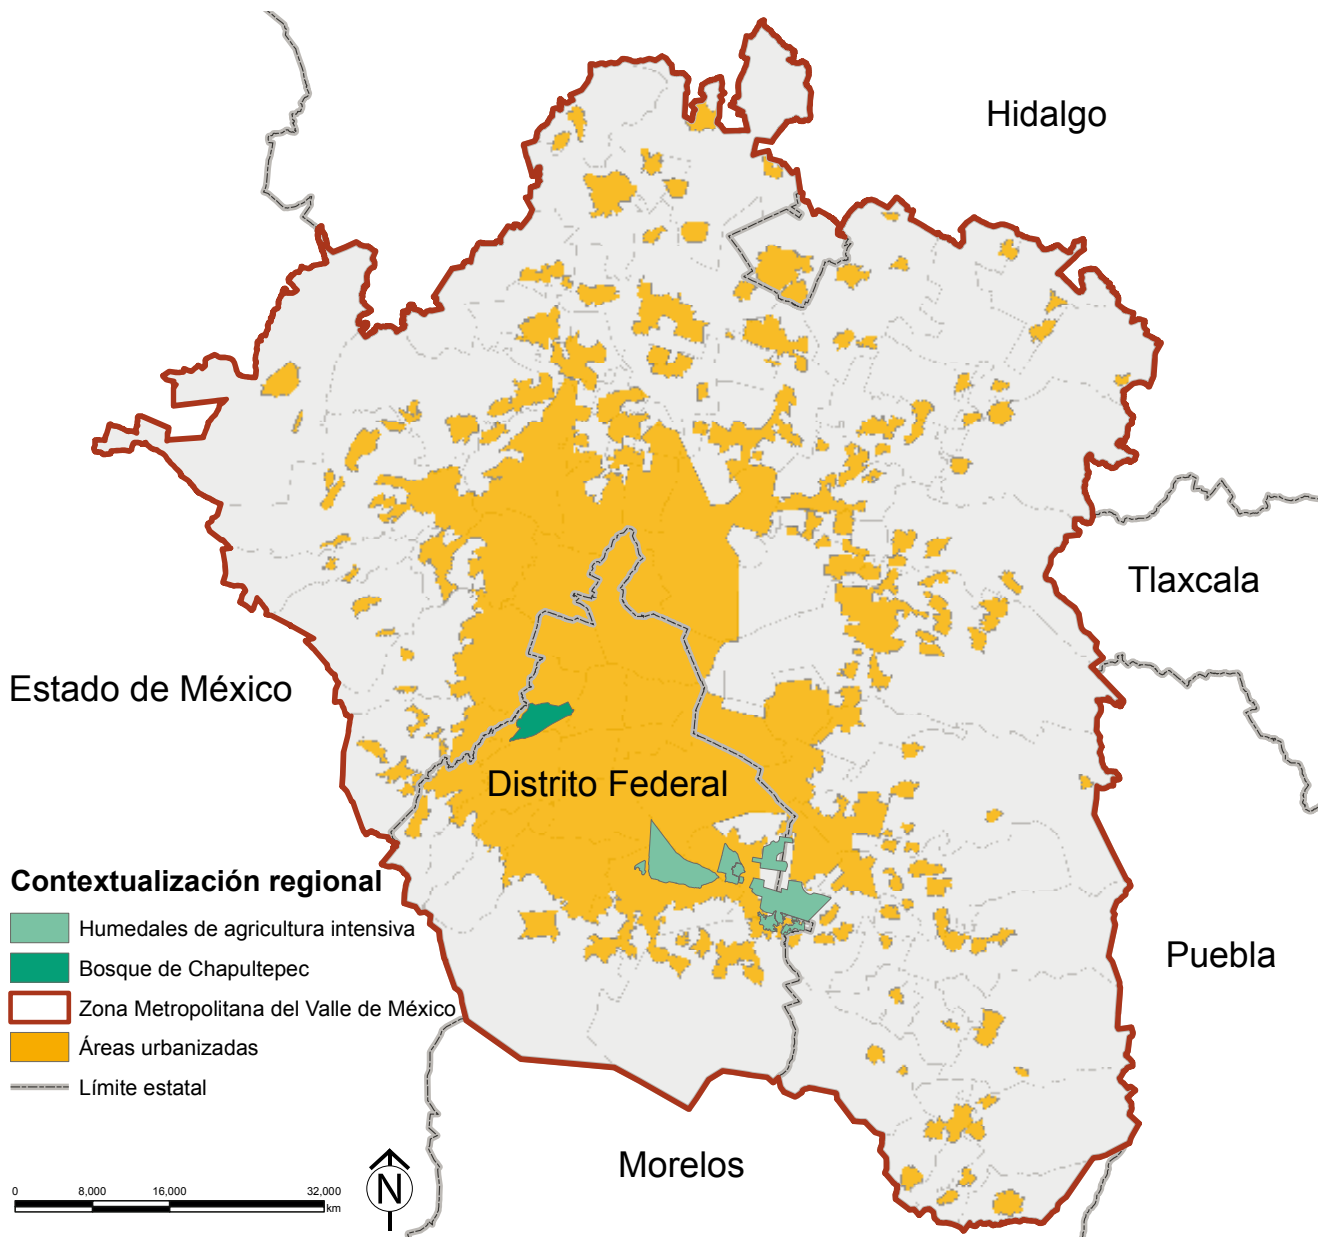 Hidalgo
Tlaxcala
Estado de México
Distrito Federal
Contextualización regional
Humedales de agricultura intensiva
Bosque de Chapultepec
Zona Metropolitana del Valle de México
Áreas urbanizadas
Límite estatal
Puebla
Morelos
0 8,000 16,000 32,000
km
N